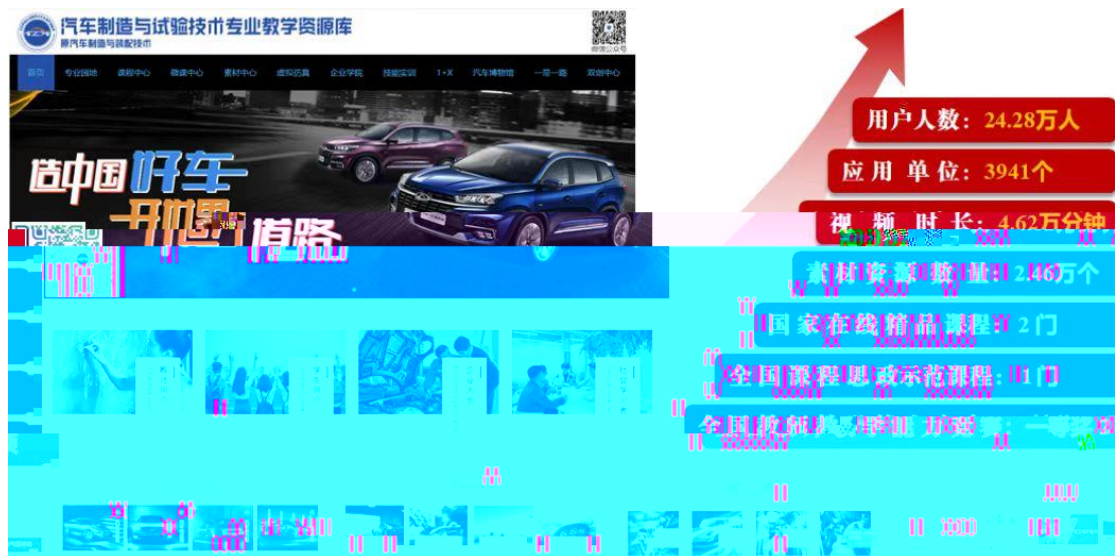 汽车制造与试验技术专业教学资源库
原汽车制造与装配技术
微信公众号
首页 专业园地 课程中心 微课中心 素材中心 虚拟仿真 企业学院 技能实训 1+X 汽车博物馆 一带一路 双创中心
造中国好车
开世界道路
用户人数：24.28万人
应用单位：3941个
视频时长：4.62万分钟
素材资源数量：2.46万个
国家在线精品课程：2门
全国课程思政示范课程：1门